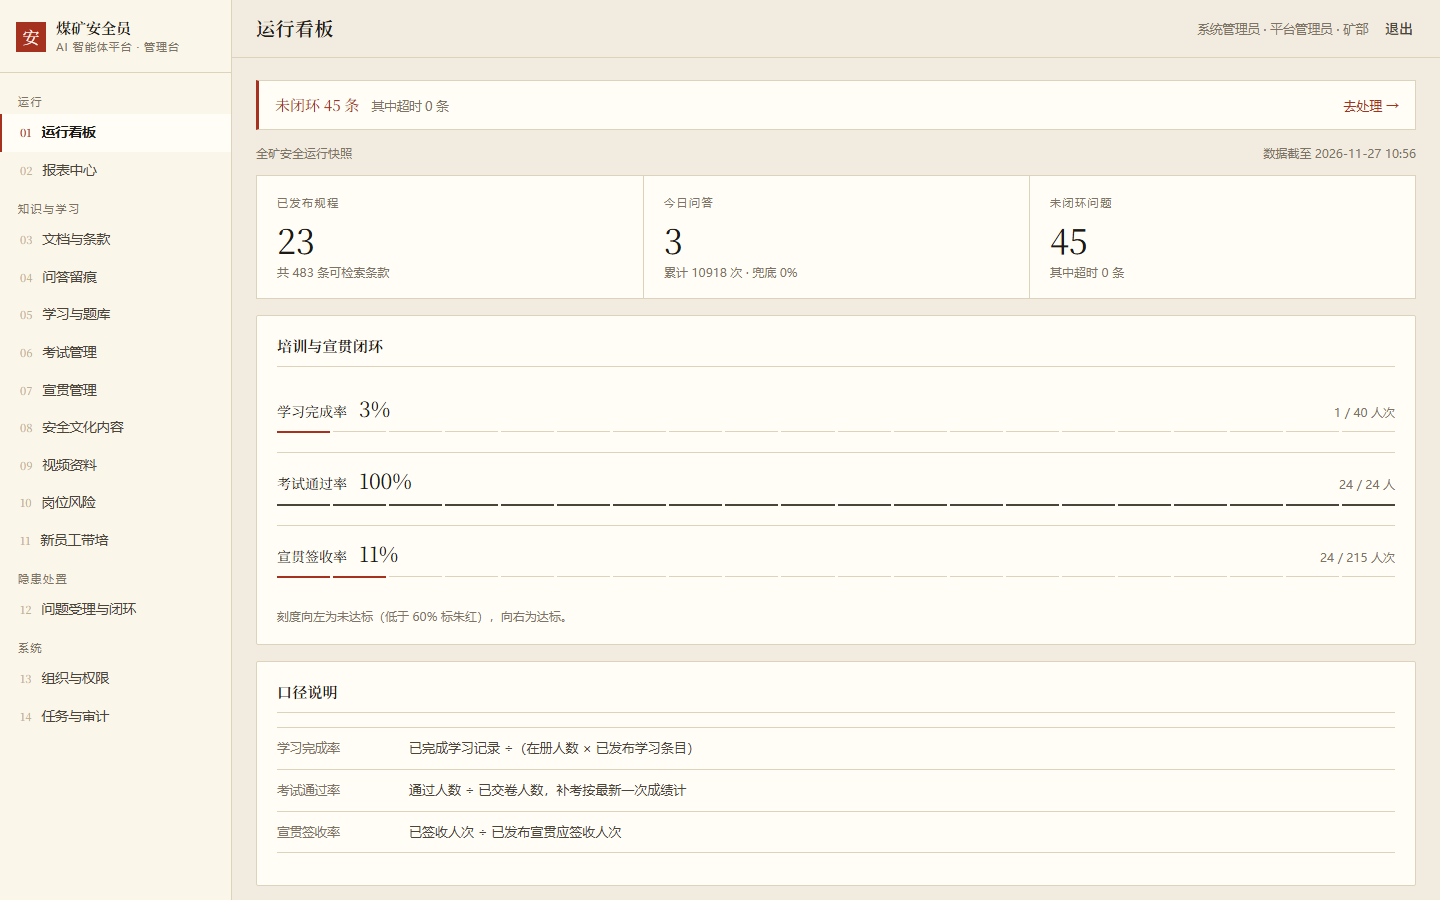 安
煤矿安全员
AI 智能体平台 · 管理台
运行
01 运行看板
02 报表中心
知识与学习
03 文档与条款
04 问答留痕
05 学习与题库
06 考试管理
07 宣贯管理
08 安全文化内容
09 视频资料
10 岗位风险
11 新员工带培
隐患处置
12 问题受理与闭环
系统
13 组织与权限
14 任务与审计
运行看板
系统管理员 · 平台管理员 · 矿部 退出
未闭环 45 条 其中超时 0 条 去处理 →
全矿安全运行快照 数据截至 2026-11-27 10:56
已发布规程
23
共 483 条可检索条款
今日问答
3
累计 10918 次 · 兜底 0%
未闭环问题
45
其中超时 0 条
培训与宣贯闭环
学习完成率 3% 1 / 40 人次
考试通过率 100% 24 / 24 人
宣贯签收率 11% 24 / 215 人次
刻度向左为未达标（低于 60% 标朱红），向右为达标。
口径说明
学习完成率 已完成学习记录 ÷（在册人数 × 已发布学习条目）
考试通过率 通过人数 ÷ 已交卷人数，补考按最新一次成绩计
宣贯签收率 已签收人次 ÷ 已发布宣贯应签收人次